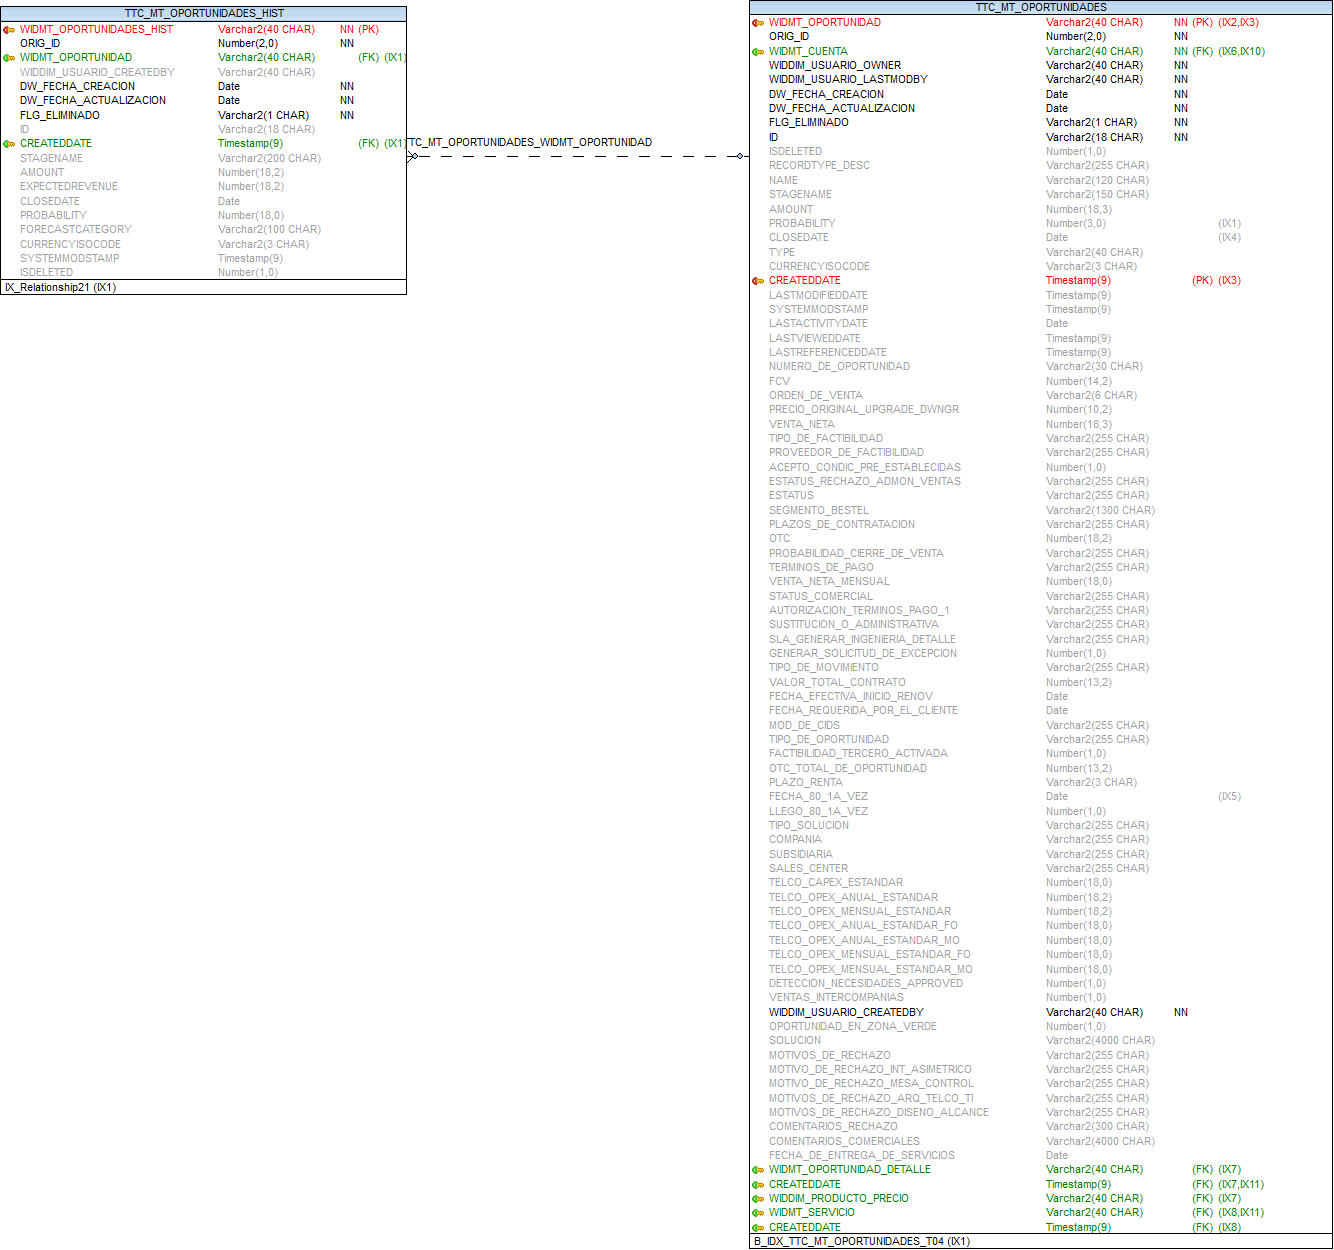 TTC_MT_OPORTUNIDADES_HIST
WIDMT_OPORTUNIDADES_HIST Varchar2(40 CHAR) NN (PK)
ORIG_ID Number(2,0) NN
WIDMT_OPORTUNIDAD Varchar2(40 CHAR) (FK) (IX1)
WIDDIM_USUARIO_CREATEDBY Varchar2(40 CHAR)
DW_FECHA_CREACION Date NN
DW_FECHA_ACTUALIZACION Date NN
FLG_ELIMINADO Varchar2(1 CHAR) NN
ID Varchar2(18 CHAR)
CREATEDDATE Timestamp(9) (FK) (IX1)
STAGENAME Varchar2(200 CHAR)
AMOUNT Number(18,2)
EXPECTEDREVENUE Number(18,2)
CLOSEDATE Date
PROBABILITY Number(18,0)
FORECASTCATEGORY Varchar2(100 CHAR)
CURRENCYISOCODE Varchar2(3 CHAR)
SYSTEMMODSTAMP Timestamp(9)
ISDELETED Number(1,0)
IX_Relationship21 (IX1)
TTC_MT_OPORTUNIDADES_WIDMT_OPORTUNIDAD
TTC_MT_OPORTUNIDADES
WIDMT_OPORTUNIDAD Varchar2(40 CHAR) NN (PK) (IX2,IX3)
ORIG_ID Number(2,0) NN
WIDMT_CUENTA Varchar2(40 CHAR) NN (FK) (IX6,IX10)
WIDDIM_USUARIO_OWNER Varchar2(40 CHAR) NN
WIDDIM_USUARIO_LASTMODBY Varchar2(40 CHAR) NN
DW_FECHA_CREACION Date NN
DW_FECHA_ACTUALIZACION Date NN
FLG_ELIMINADO Varchar2(1 CHAR) NN
ID Varchar2(18 CHAR) NN
ISDELETED Number(1,0)
RECORDTYPE_DESC Varchar2(255 CHAR)
NAME Varchar2(120 CHAR)
STAGENAME Varchar2(150 CHAR)
AMOUNT Number(18,3)
PROBABILITY Number(3,0) (IX1)
CLOSEDATE Date (IX4)
TYPE Varchar2(40 CHAR)
CURRENCYISOCODE Varchar2(3 CHAR)
CREATEDDATE Timestamp(9) (PK) (IX3)
LASTMODIFIEDDATE Timestamp(9)
SYSTEMMODSTAMP Timestamp(9)
LASTACTIVITYDATE Date
LASTVIEWEDDATE Timestamp(9)
LASTREFERENCEDDATE Timestamp(9)
NUMERO_DE_OPORTUNIDAD Varchar2(30 CHAR)
FCV Number(14,2)
ORDEN_DE_VENTA Varchar2(6 CHAR)
PRECIO_ORIGINAL_UPGRADE_DWNGR Number(10,2)
VENTA_NETA Number(18,3)
TIPO_DE_FACTIBILIDAD Varchar2(255 CHAR)
PROVEEDOR_DE_FACTIBILIDAD Varchar2(255 CHAR)
ACEPTO_CONDIC_PRE_ESTABLECIDAS Number(1,0)
ESTATUS_RECHAZO_ADMON_VENTAS Varchar2(255 CHAR)
ESTATUS Varchar2(255 CHAR)
SEGMENTO_BESTEL Varchar2(1300 CHAR)
PLAZOS_DE_CONTRATACION Varchar2(255 CHAR)
OTC Number(18,2)
PROBABILIDAD_CIERRE_DE_VENTA Varchar2(255 CHAR)
TERMINOS_DE_PAGO Varchar2(255 CHAR)
VENTA_NETA_MENSUAL Number(18,0)
STATUS_COMERCIAL Varchar2(255 CHAR)
AUTORIZACION_TERMINOS_PAGO_1 Varchar2(255 CHAR)
SUSTITUCION_O_ADMINISTRATIVA Varchar2(255 CHAR)
SLA_GENERAR_INGENIERIA_DETALLE Varchar2(255 CHAR)
GENERAR_SOLICITUD_DE_EXCEPCION Number(1,0)
TIPO_DE_MOVIMIENTO Varchar2(255 CHAR)
VALOR_TOTAL_CONTRATO Number(13,2)
FECHA_EFECTIVA_INICIO_RENOV Date
FECHA_REQUERIDA_POR_EL_CLIENTE Date
MOD_DE_CIDS Varchar2(255 CHAR)
TIPO_DE_OPORTUNIDAD Varchar2(255 CHAR)
FACTIBILIDAD_TERCERO_ACTIVADA Number(1,0)
OTC_TOTAL_DE_OPORTUNIDAD Number(13,2)
PLAZO_RENTA Varchar2(3 CHAR)
FECHA_80_1A_VEZ Date (IX5)
LLEGO_80_1A_VEZ Number(1,0)
TIPO_SOLUCION Varchar2(255 CHAR)
COMPANIA Varchar2(255 CHAR)
SUBSIDIARIA Varchar2(255 CHAR)
SALES_CENTER Varchar2(255 CHAR)
TELCO_CAPEX_ESTANDAR Number(18,0)
TELCO_OPEX_ANUAL_ESTANDAR Number(18,2)
TELCO_OPEX_MENSUAL_ESTANDAR Number(18,2)
TELCO_OPEX_ANUAL_ESTANDAR_FO Number(18,0)
TELCO_OPEX_ANUAL_ESTANDAR_MO Number(18,0)
TELCO_OPEX_MENSUAL_ESTANDAR_FO Number(18,0)
TELCO_OPEX_MENSUAL_ESTANDAR_MO Number(18,0)
DETECCION_NECESIDADES_APPROVED Number(1,0)
VENTAS_INTERCOMPANIAS Number(1,0)
WIDDIM_USUARIO_CREATEDBY Varchar2(40 CHAR) NN
OPORTUNIDAD_EN_ZONA_VERDE Number(1,0)
SOLUCION Varchar2(4000 CHAR)
MOTIVOS_DE_RECHAZO Varchar2(255 CHAR)
MOTIVO_DE_RECHAZO_INT_ASIMETRICO Varchar2(255 CHAR)
MOTIVO_DE_RECHAZO_MESA_CONTROL Varchar2(255 CHAR)
MOTIVOS_DE_RECHAZO_ARQ_TELCO_TI Varchar2(255 CHAR)
MOTIVOS_DE_RECHAZO_DISENO_ALCANCE Varchar2(255 CHAR)
COMENTARIOS_RECHAZO Varchar2(300 CHAR)
COMENTARIOS_COMERCIALES Varchar2(4000 CHAR)
FECHA_DE_ENTREGA_DE_SERVICIOS Date
WIDMT_OPORTUNIDAD_DETALLE Varchar2(40 CHAR) (FK) (IX7)
CREATEDDATE Timestamp(9) (FK) (IX7,IX11)
WIDDIM_PRODUCTO_PRECIO Varchar2(40 CHAR) (FK) (IX7)
WIDMT_SERVICIO Varchar2(40 CHAR) (FK) (IX8,IX11)
CREATEDDATE Timestamp(9) (FK) (IX8)
B_IDX_TTC_MT_OPORTUNIDADES_T04 (IX1)